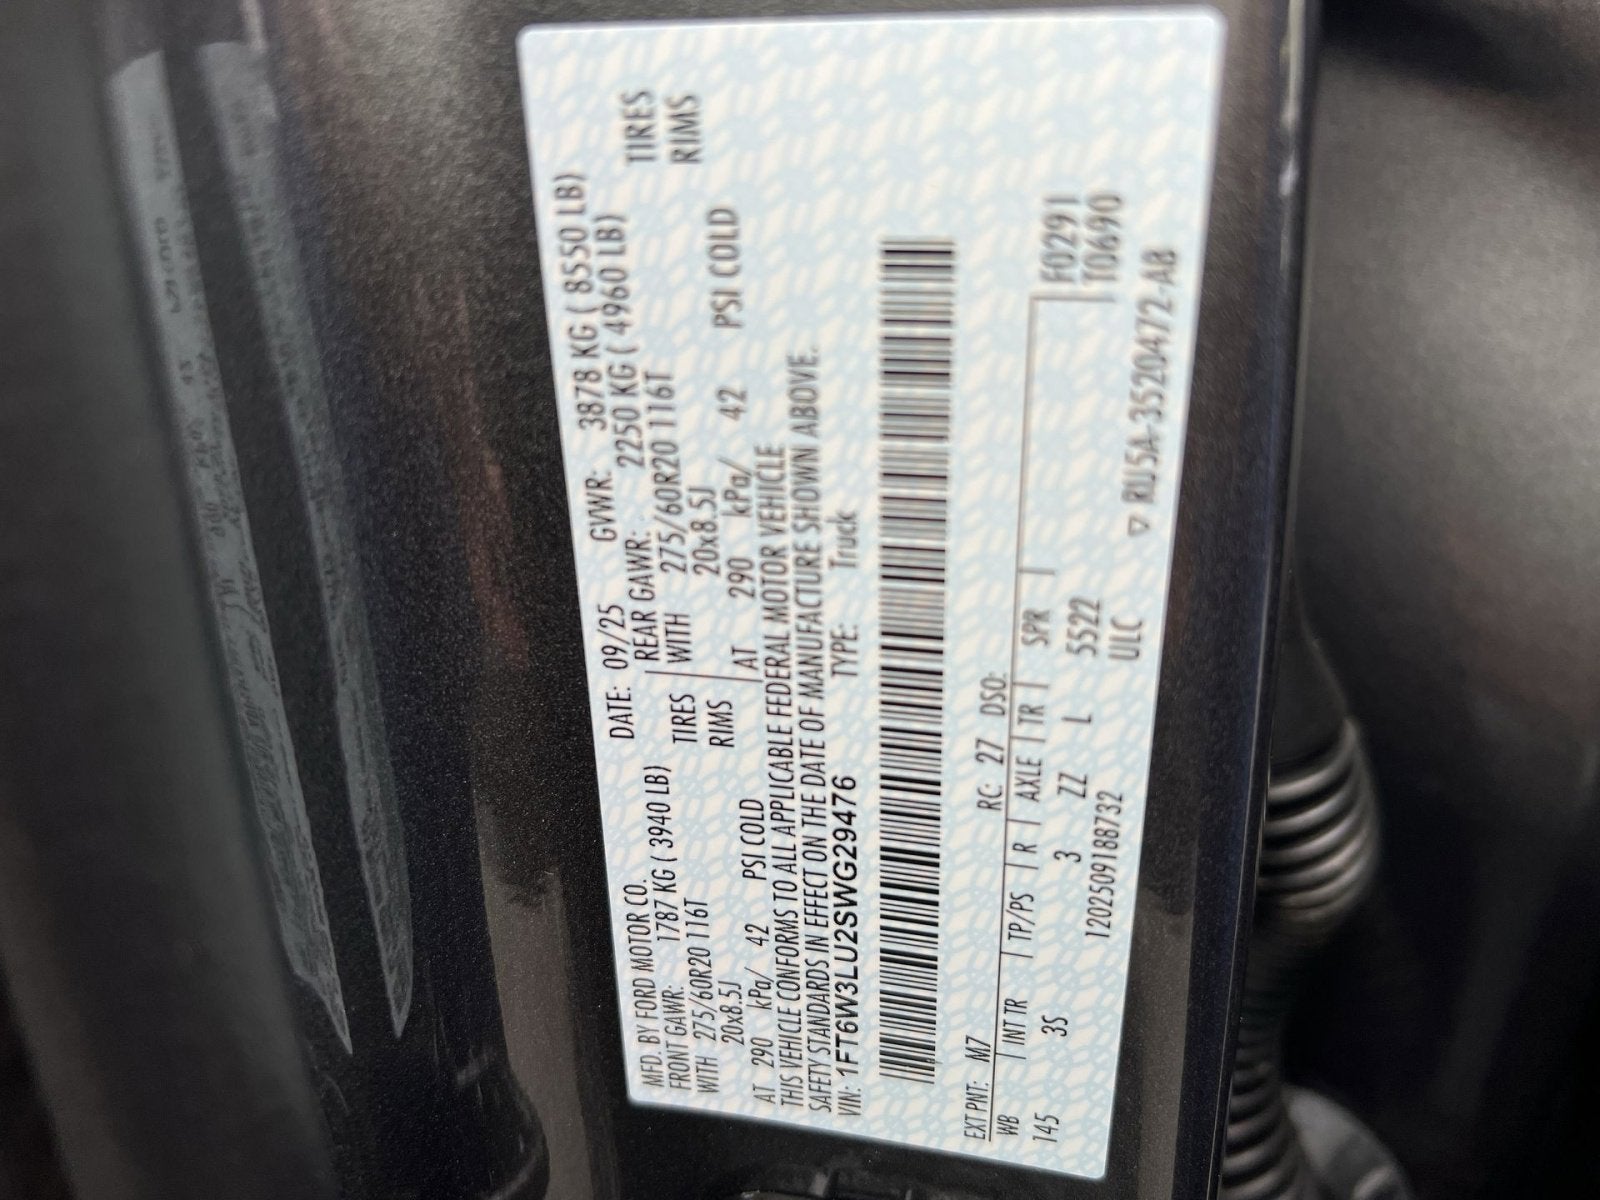 MFD. BY FORD MOTOR CO.
DATE: 09/25 GVWR: 3878 KG ( 8550 LB)
FRONT GAWR: 1787 KG ( 3940 LB) REAR GAWR: 2250 KG ( 4960 LB)
WITH 275/60R20 116T TIRES WITH 275/60R20 116T TIRES
20x8.5J RIMS 20x8.5J RIMS
AT 290 kPa/ 42 PSI COLD AT 290 kPa/ 42 PSI COLD
THIS VEHICLE CONFORMS TO ALL APPLICABLE FEDERAL MOTOR VEHICLE
SAFETY STANDARDS IN EFFECT ON THE DATE OF MANUFACTURE SHOWN ABOVE.
VIN: 1FT6W3LU2SWG29476 TYPE: Truck
EXT PNT: M7 RC: 27 DSO:
WB INT TR TP/PS R AXLE TR SPR F0291
145 3S 3 ZZ L 5522 T0690
1202509188732 ULC
▽ RU5A-3520472-AB